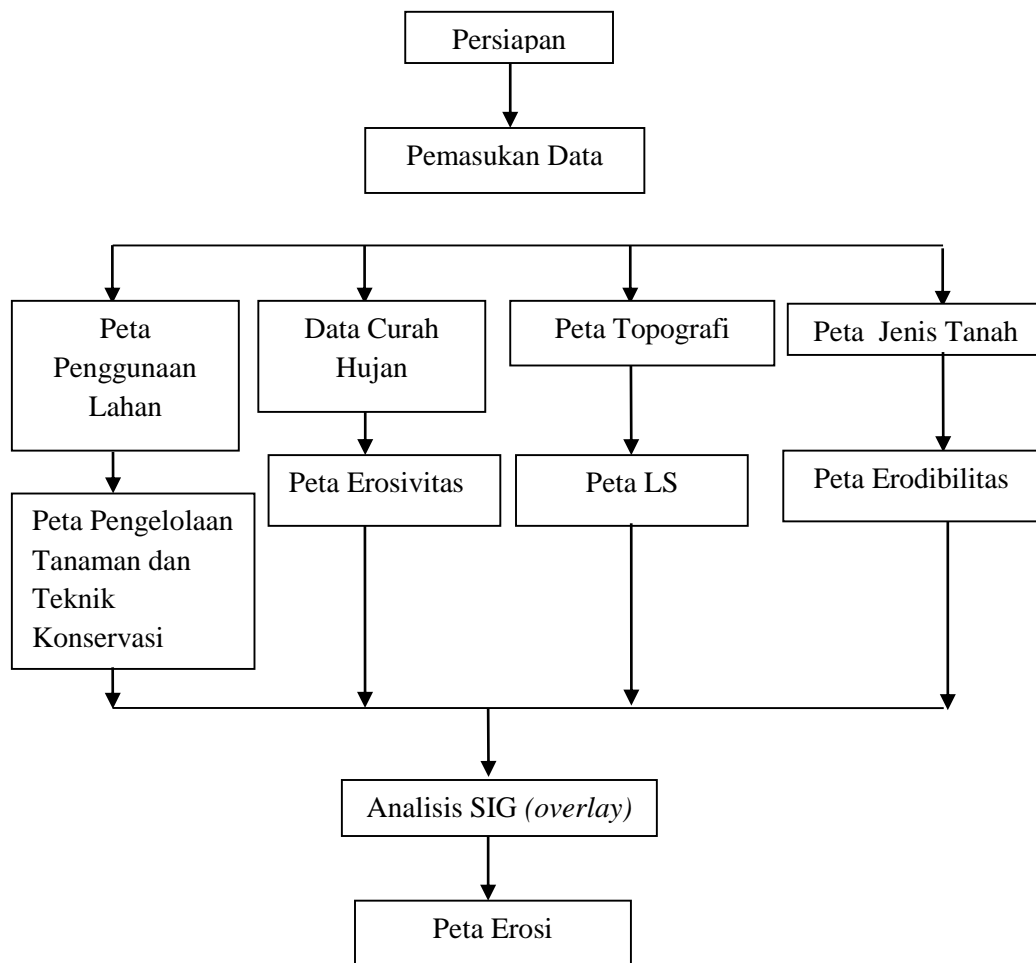 Persiapan
Pemasukan Data
Peta
Penggunaan
Lahan
Data Curah
Hujan
Peta Topografi
Peta Jenis Tanah
Peta Pengelolaan
Tanaman dan
Teknik
Konservasi
Peta Erosivitas
Peta LS
Peta Erodibilitas
Analisis SIG (overlay)
Peta Erosi